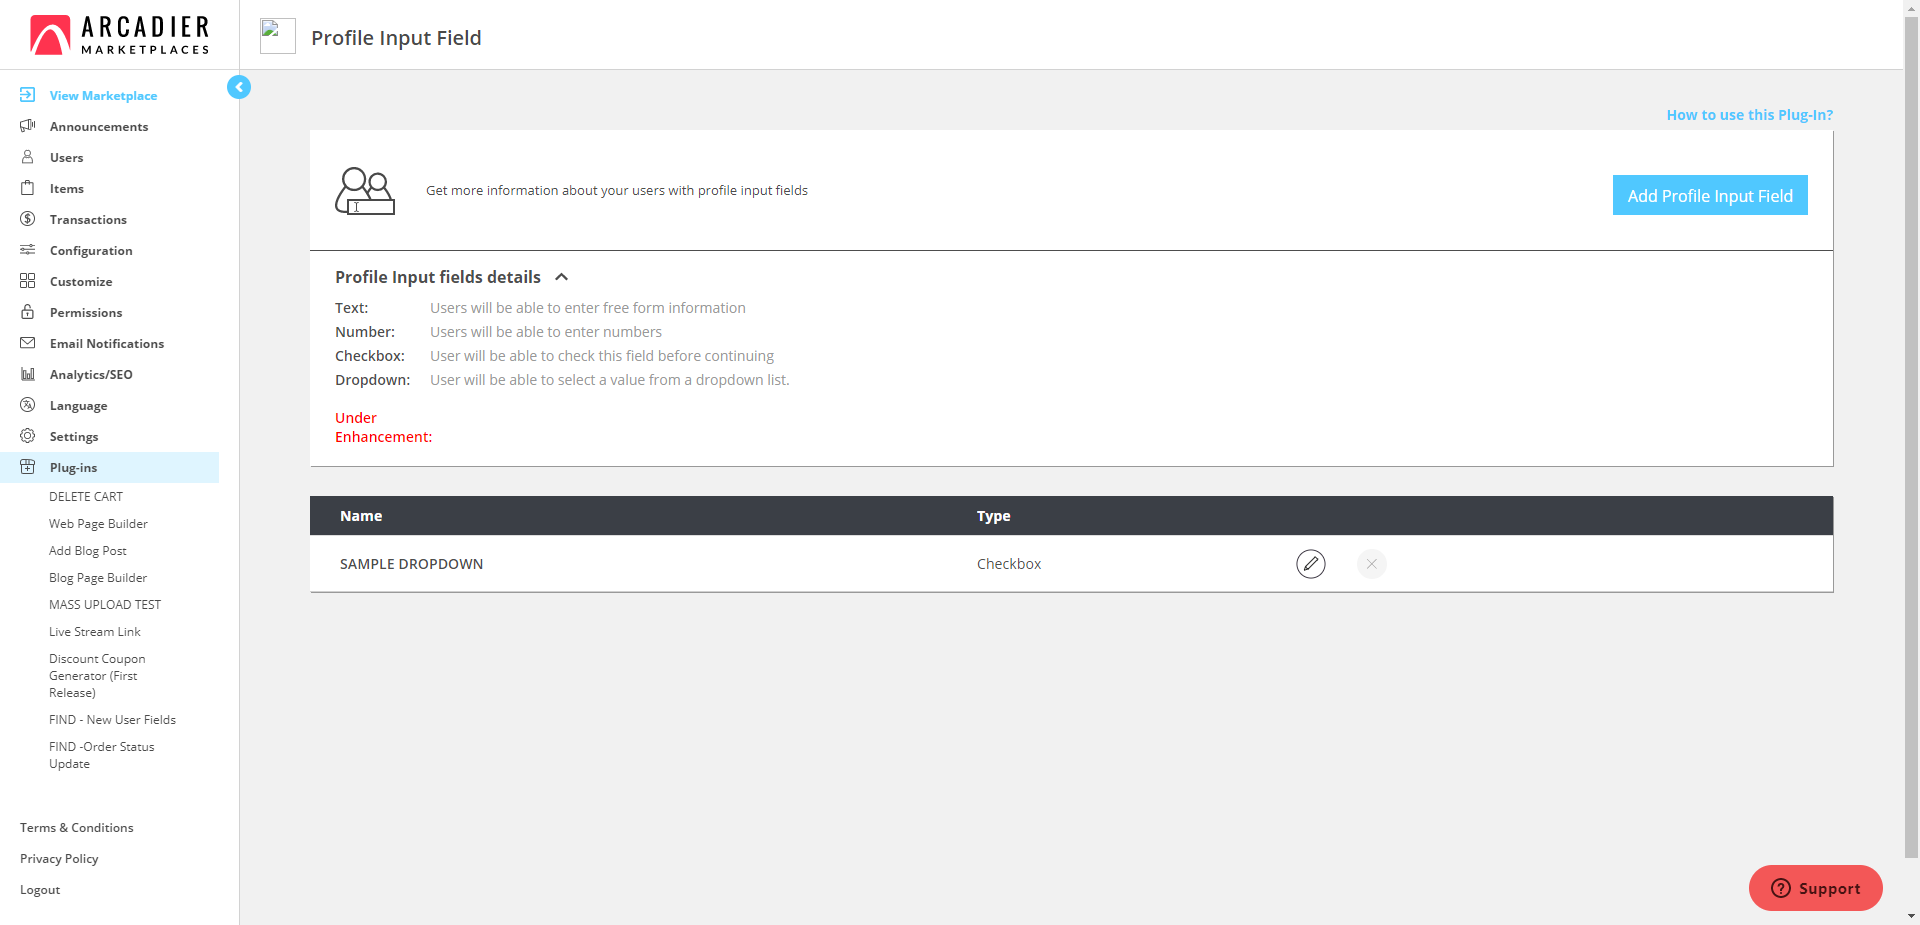 ARCADIER
MARKETPLACES
Profile Input Field
View Marketplace
Announcements
Users
Items
Transactions
Configuration
Customize
Permissions
Email Notifications
Analytics/SEO
Language
Settings
Plug-ins
DELETE CART
Web Page Builder
Add Blog Post
Blog Page Builder
MASS UPLOAD TEST
Live Stream Link
Discount Coupon
Generator (First
Release)
FIND - New User Fields
FIND -Order Status
Update
Terms & Conditions
Privacy Policy
Logout
How to use this Plug-In?
Get more information about your users with profile input fields
Add Profile Input Field
Profile Input fields details
Text: Users will be able to enter free form information
Number: Users will be able to enter numbers
Checkbox: User will be able to check this field before continuing
Dropdown: User will be able to select a value from a dropdown list.
Under
Enhancement:
Name Type
SAMPLE DROPDOWN Checkbox
Support